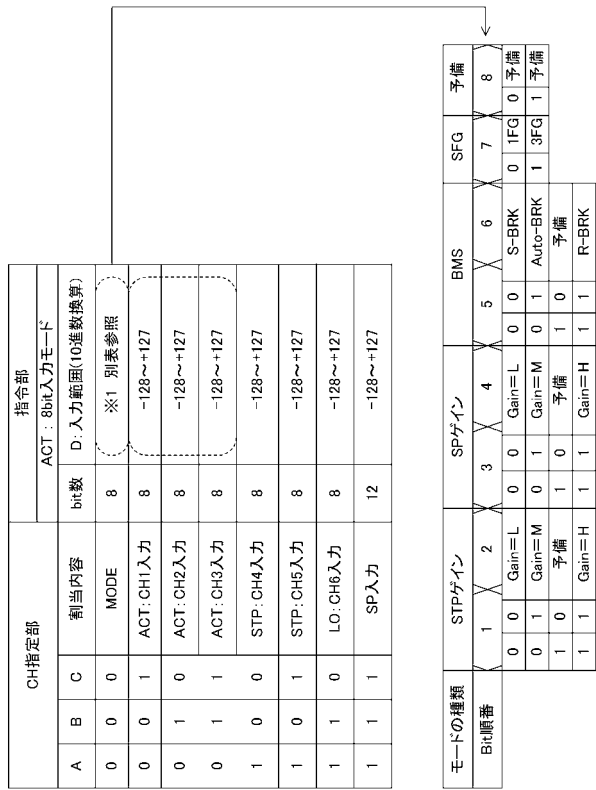 CH指定部 指令部
ACT : 8bit入力モード
A B C 割当内容 bit数 D: 入力範囲(10進数換算)
0 0 0 MODE 8 ※1 別表参照
0 0 1 ACT: CH1入力 8 -128～+127
0 1 0 ACT: CH2入力 8 -128～+127
0 1 1 ACT: CH3入力 8 -128～+127
1 0 0 STP: CH4入力 8 -128～+127
1 0 1 STP: CH5入力 8 -128～+127
1 1 0 LO: CH6入力 8 -128～+127
1 1 1 SP入力 12
モードの種類 STPゲイン SPゲイン BMS SFG 予備
Bit順番 1 2 3 4 5 6 7 8
0 0 Gain=L 0 0 Gain=L 0 0 S-BRK 0 1FG 0 予備
0 1 Gain=M 0 1 Gain=M 0 1 Auto-BRK 1 3FG 1 予備
1 0 予備 1 0 予備 1 0 予備
1 1 Gain=H 1 1 Gain=H 1 1 R-BRK